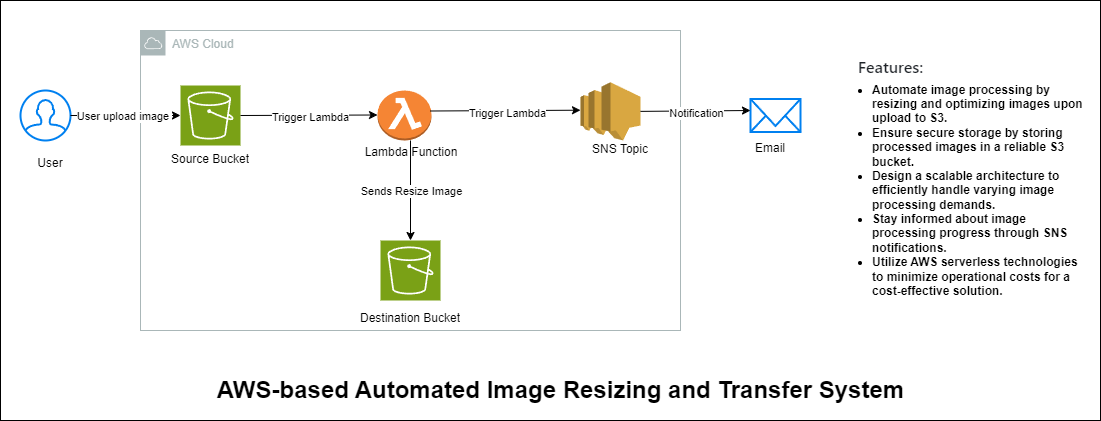 AWS Cloud
User upload image
Trigger Lambda
Trigger Lambda
Notification
User
Source Bucket
Lambda Function
SNS Topic
Email
Sends Resize Image
Destination Bucket
Features:
• Automate image processing by
resizing and optimizing images upon
upload to S3.
• Ensure secure storage by storing
processed images in a reliable S3
bucket.
• Design a scalable architecture to
efficiently handle varying image
processing demands.
• Stay informed about image
processing progress through SNS
notifications.
• Utilize AWS serverless technologies
to minimize operational costs for a
cost-effective solution.
AWS-based Automated Image Resizing and Transfer System